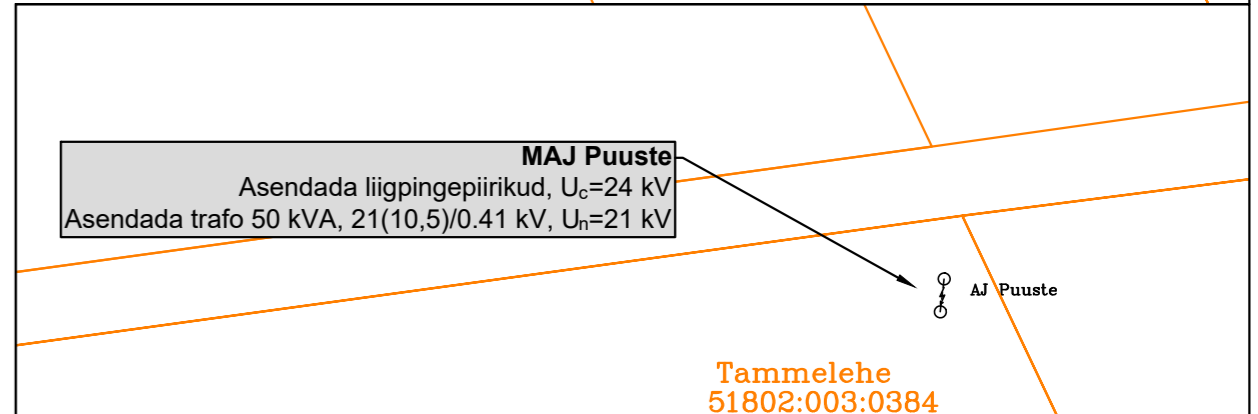 MAJ Puuste
Asendada liigpingepiirikud, Uc=24 kV
Asendada trafo 50 kVA, 21(10,5)/0.41 kV, Un=21 kV
AJ Puuste
Tammelehe
51802:003:0384